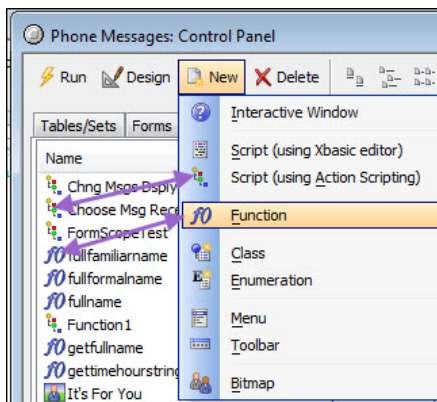 Phone Messages: Control Panel
Run Design New Delete
Tables/Sets Forms
Name
Chng Msgs Dsply
Choose Msg Rece
FormScopeTest
f() fullfamiliarname
f() fullformalname
f() fullname
Function1
f() getfullname
f() gettimehourstring
It's For You
Interactive Window
Script (using Xbasic editor)
Script (using Action Scripting)
f() Function
Class
Enumeration
Menu
Toolbar
Bitmap